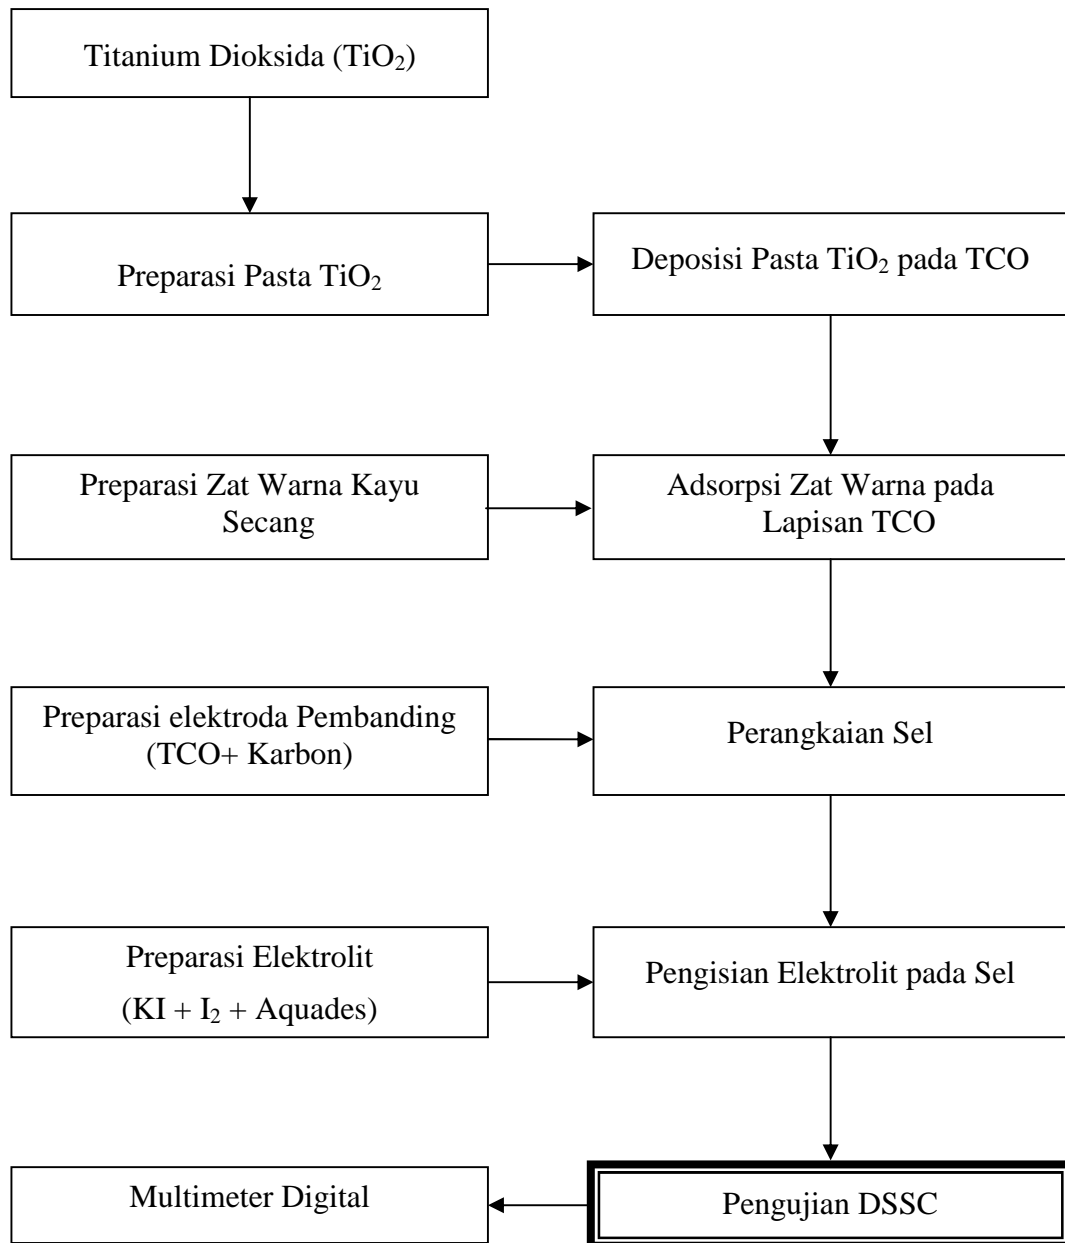 Titanium Dioksida (TiO₂)
Preparasi Pasta TiO₂
Deposisi Pasta TiO₂ pada TCO
Preparasi Zat Warna Kayu
Secang
Adsorpsi Zat Warna pada
Lapisan TCO
Preparasi elektroda Pembanding
(TCO+ Karbon)
Perangkaian Sel
Preparasi Elektrolit
(KI + I₂ + Aquades)
Pengisian Elektrolit pada Sel
Multimeter Digital
Pengujian DSSC